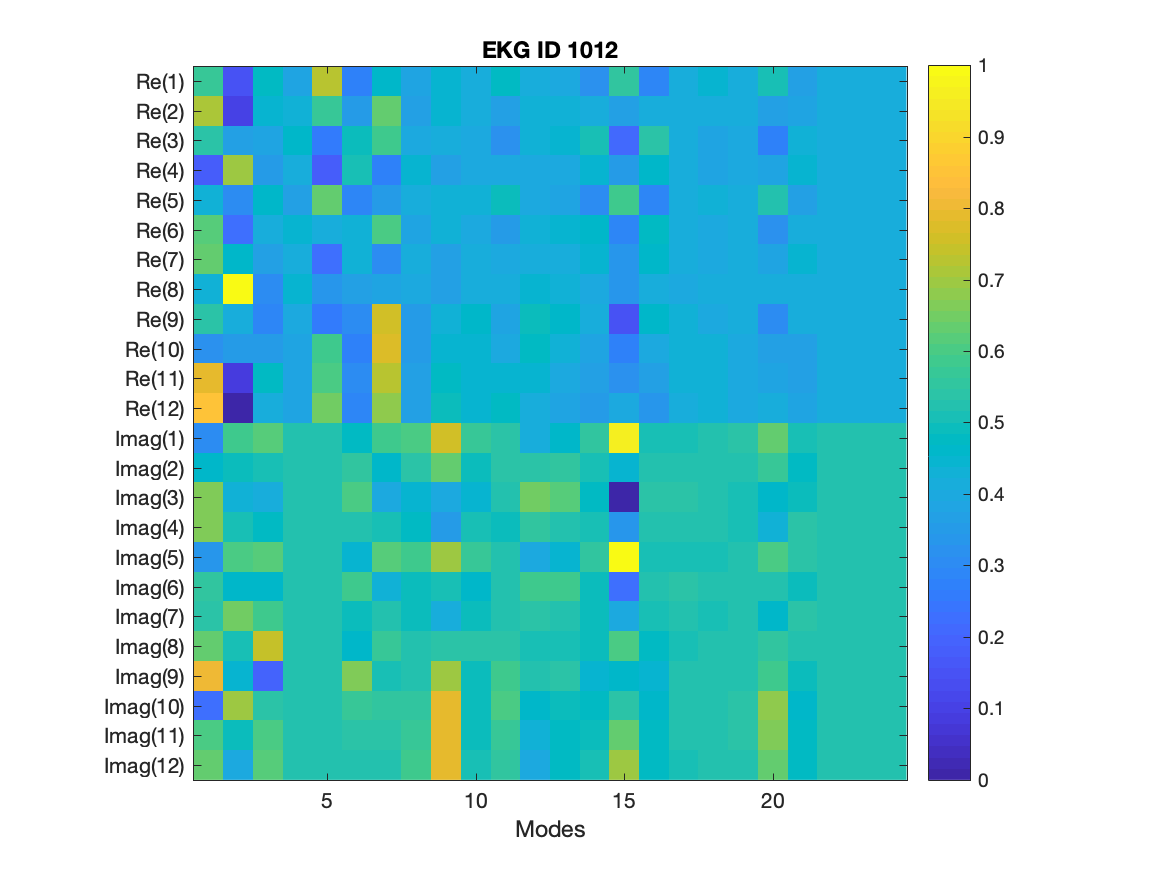 EKG ID 1012
Re(1)
Re(2)
Re(3)
Re(4)
Re(5)
Re(6)
Re(7)
Re(8)
Re(9)
Re(10)
Re(11)
Re(12)
Imag(1)
Imag(2)
Imag(3)
Imag(4)
Imag(5)
Imag(6)
Imag(7)
Imag(8)
Imag(9)
Imag(10)
Imag(11)
Imag(12)
5 10 15 20
Modes
1
0.9
0.8
0.7
0.6
0.5
0.4
0.3
0.2
0.1
0